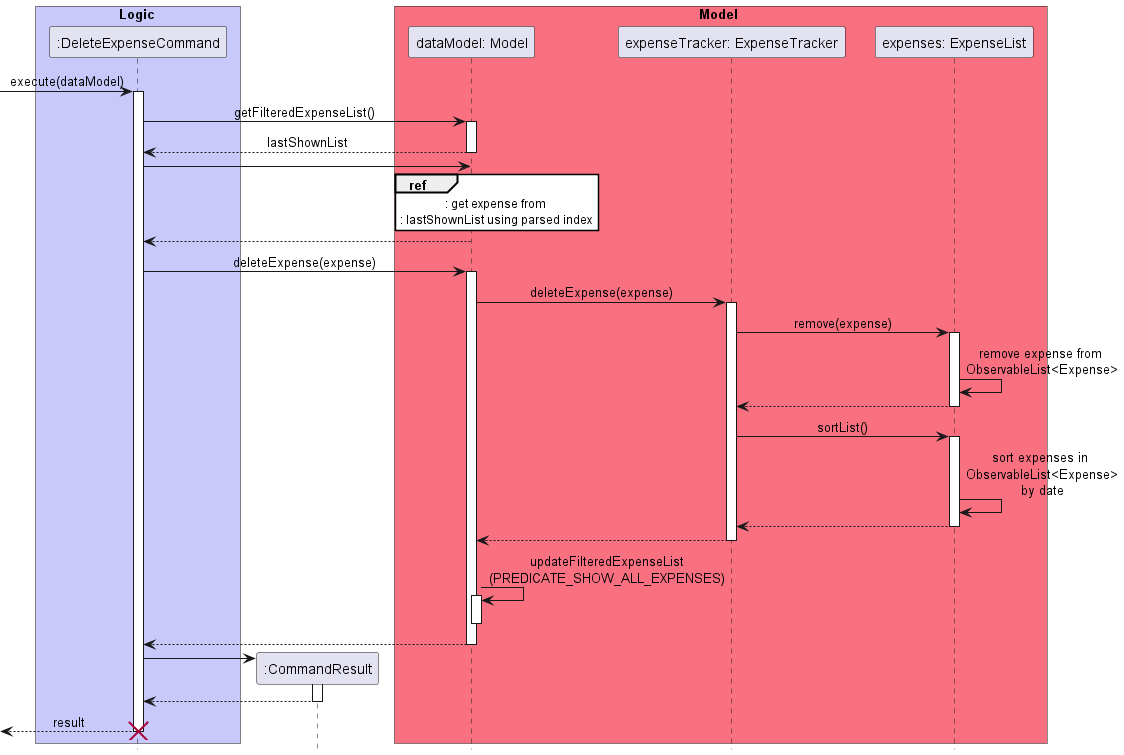 Logic
Model
:DeleteExpenseCommand
dataModel: Model
expenseTracker: ExpenseTracker
expenses: ExpenseList
execute(dataModel)
getFilteredExpenseList()
lastShownList
ref
: get expense from
: lastShownList using parsed index
deleteExpense(expense)
deleteExpense(expense)
remove(expense)
remove expense from
ObservableList<Expense>
sortList()
sort expenses in
ObservableList<Expense>
by date
updateFilteredExpenseList
(PREDICATE_SHOW_ALL_EXPENSES)
:CommandResult
result